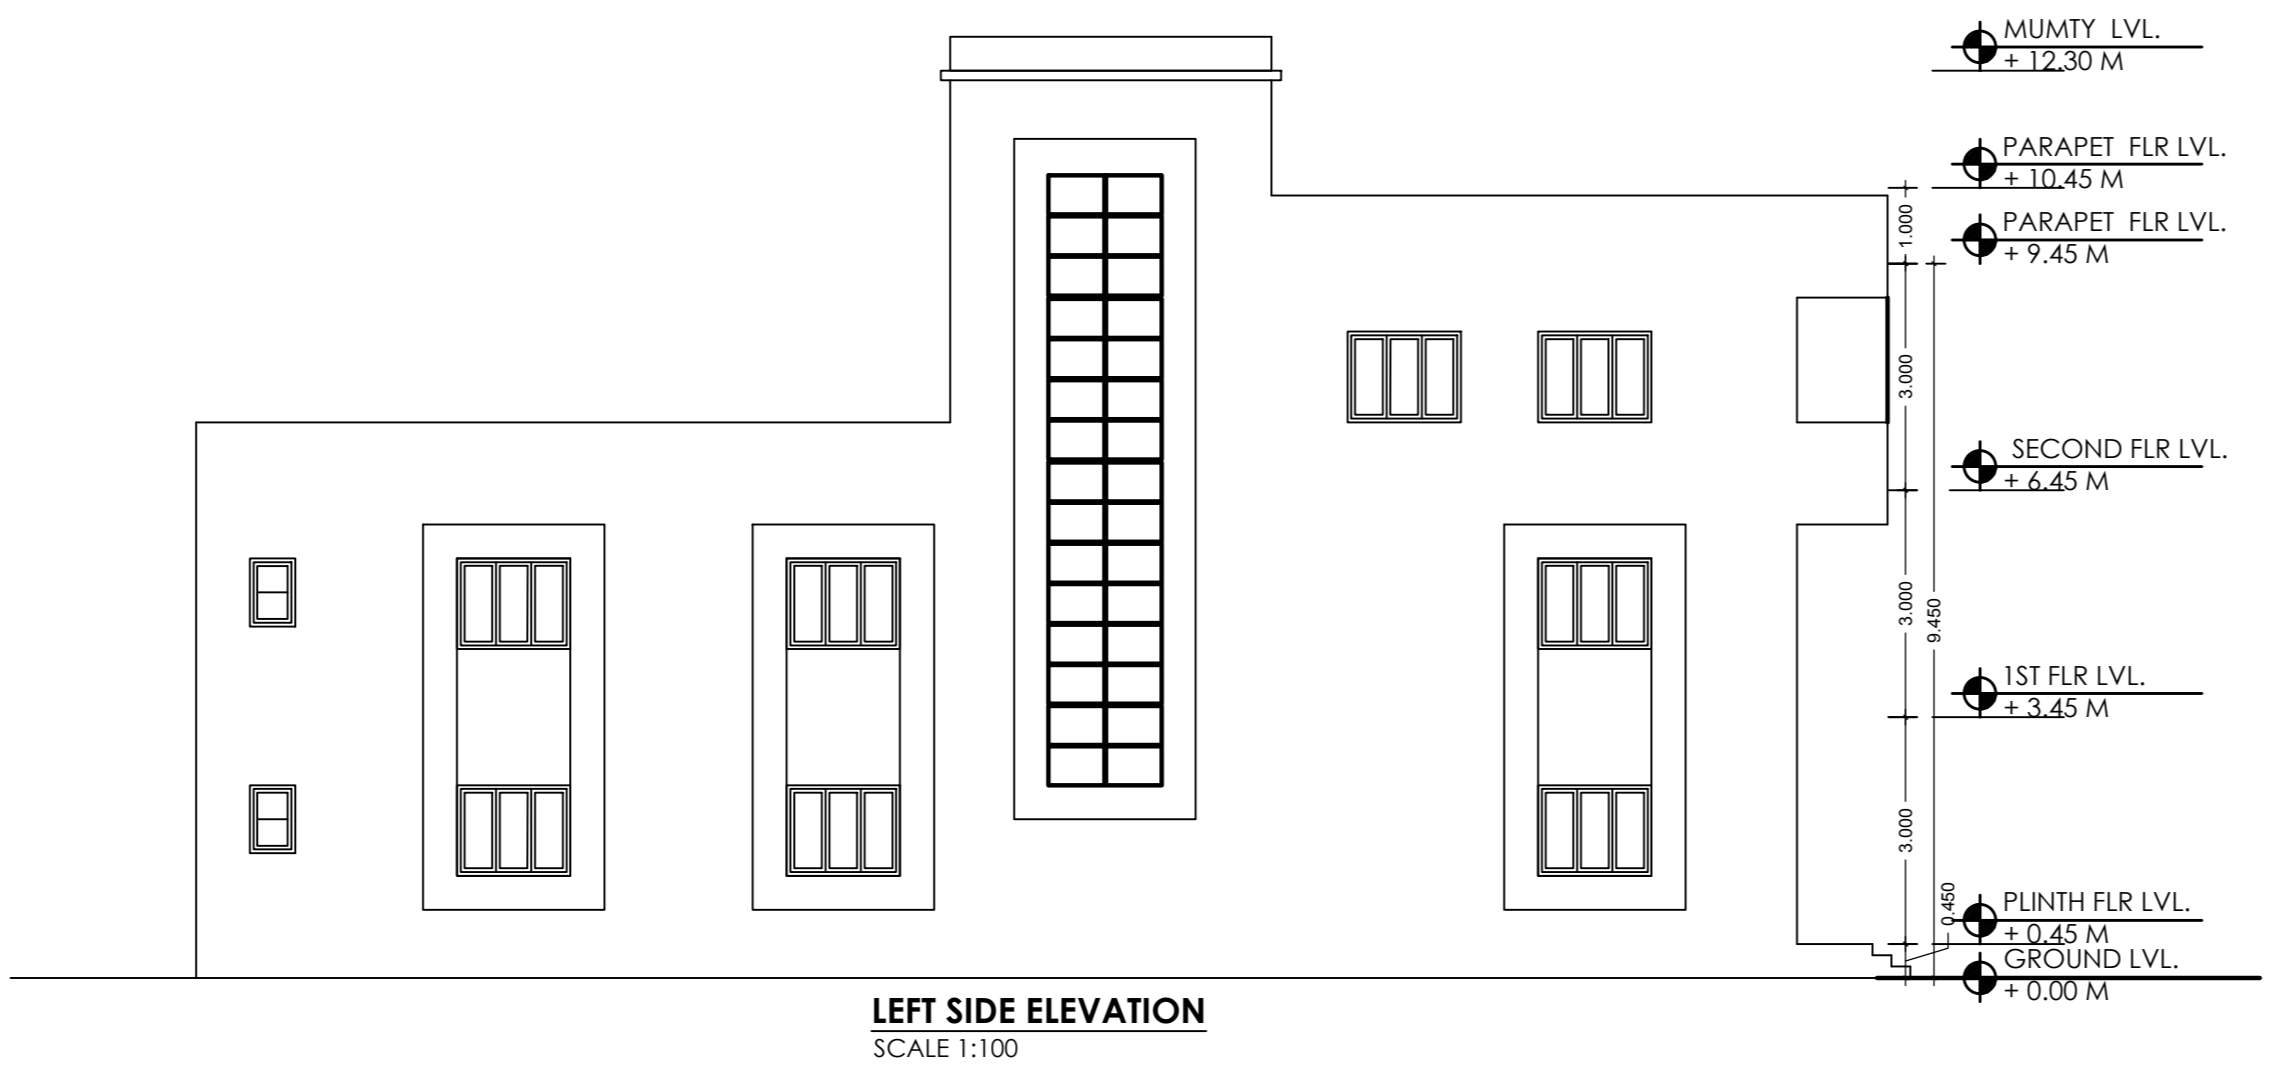 MUMTY LVL.
+ 12.30 M
PARAPET FLR LVL.
+ 10.45 M
1.000
PARAPET FLR LVL.
+ 9.45 M
3.000
SECOND FLR LVL.
+ 6.45 M
3.000
9.450
1ST FLR LVL.
+ 3.45 M
3.000
0.450
PLINTH FLR LVL.
+ 0.45 M
GROUND LVL.
+ 0.00 M
LEFT SIDE ELEVATION
SCALE 1:100